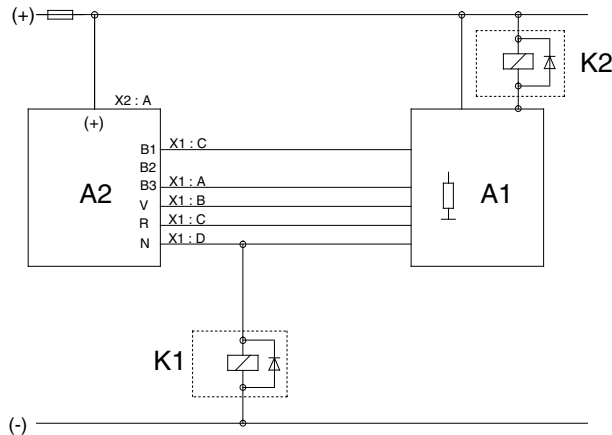 (+)
K2
X2 : A
(+)
B1 X1 : C
B2
A2 B3 X1 : A A1
V X1 : B
R X1 : C
N X1 : D
K1
(-)